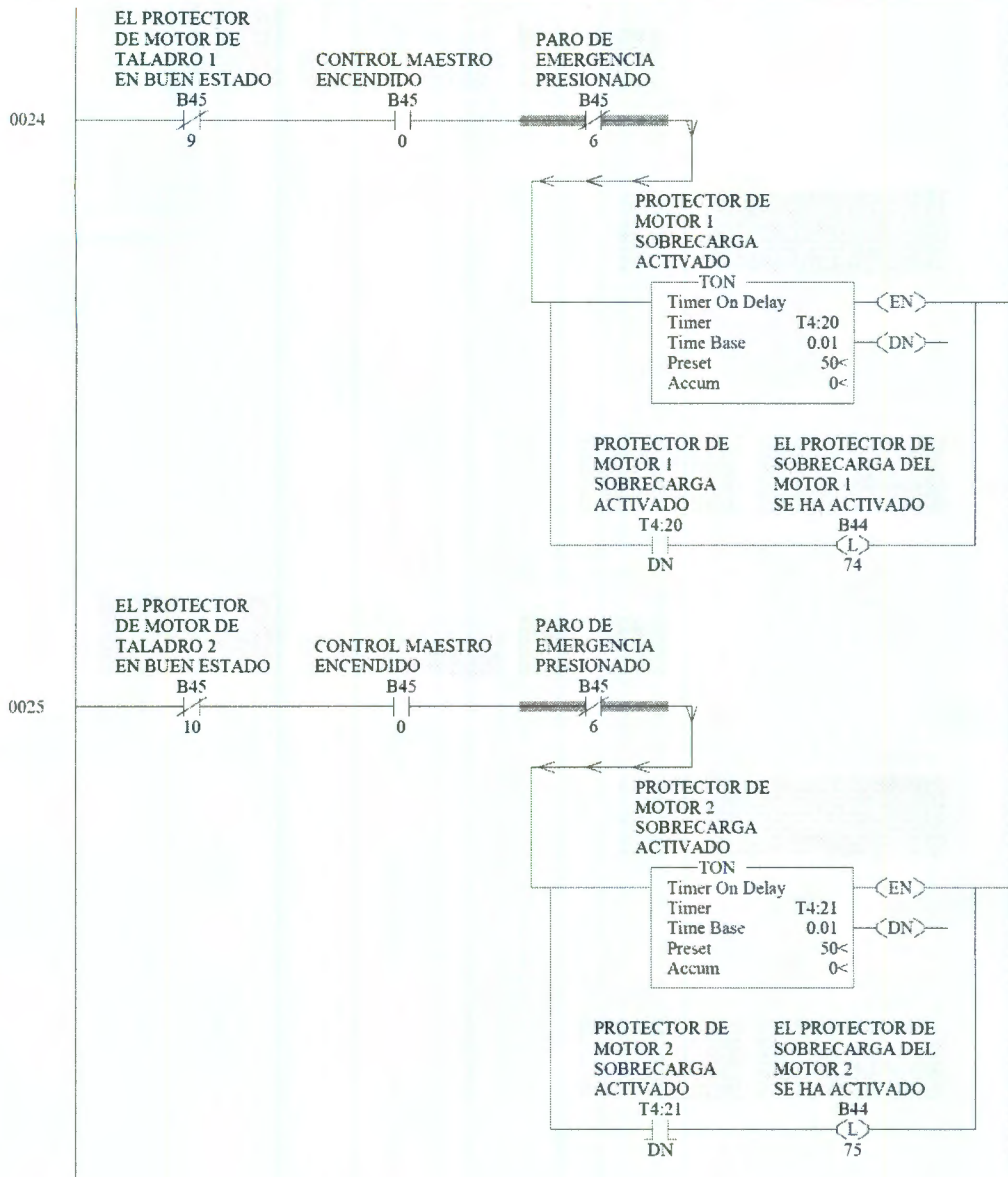 EL PROTECTOR
DE MOTOR DE
TALADRO 1
EN BUEN ESTADO
B45
9
CONTROL MAESTRO
ENCENDIDO
B45
0
PARO DE
EMERGENCIA
PRESIONADO
B45
6
0024
PROTECTOR DE
MOTOR 1
SOBRECARGA
ACTIVADO
TON
Timer On Delay
EN
Timer T4:20
Time Base 0.01
DN
Preset 50<
Accum 0<
PROTECTOR DE
MOTOR 1
SOBRECARGA
ACTIVADO
T4:20
DN
EL PROTECTOR DE
SOBRECARGA DEL
MOTOR 1
SE HA ACTIVADO
B44
L
74
EL PROTECTOR
DE MOTOR DE
TALADRO 2
EN BUEN ESTADO
B45
10
CONTROL MAESTRO
ENCENDIDO
B45
0
PARO DE
EMERGENCIA
PRESIONADO
B45
6
0025
PROTECTOR DE
MOTOR 2
SOBRECARGA
ACTIVADO
TON
Timer On Delay
EN
Timer T4:21
Time Base 0.01
DN
Preset 50<
Accum 0<
PROTECTOR DE
MOTOR 2
SOBRECARGA
ACTIVADO
T4:21
DN
EL PROTECTOR DE
SOBRECARGA DEL
MOTOR 2
SE HA ACTIVADO
B44
L
75